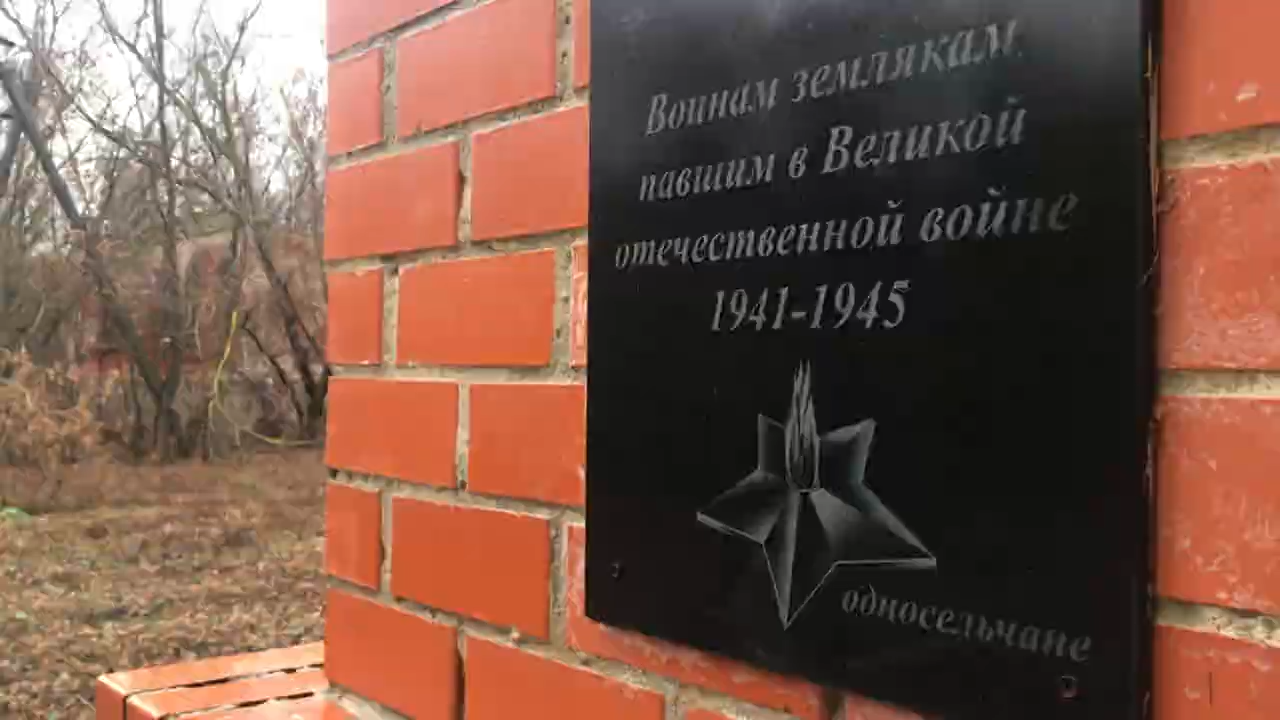 Воинам землякам
павшим в Великой
отечественной войне
1941-1945
односельчане